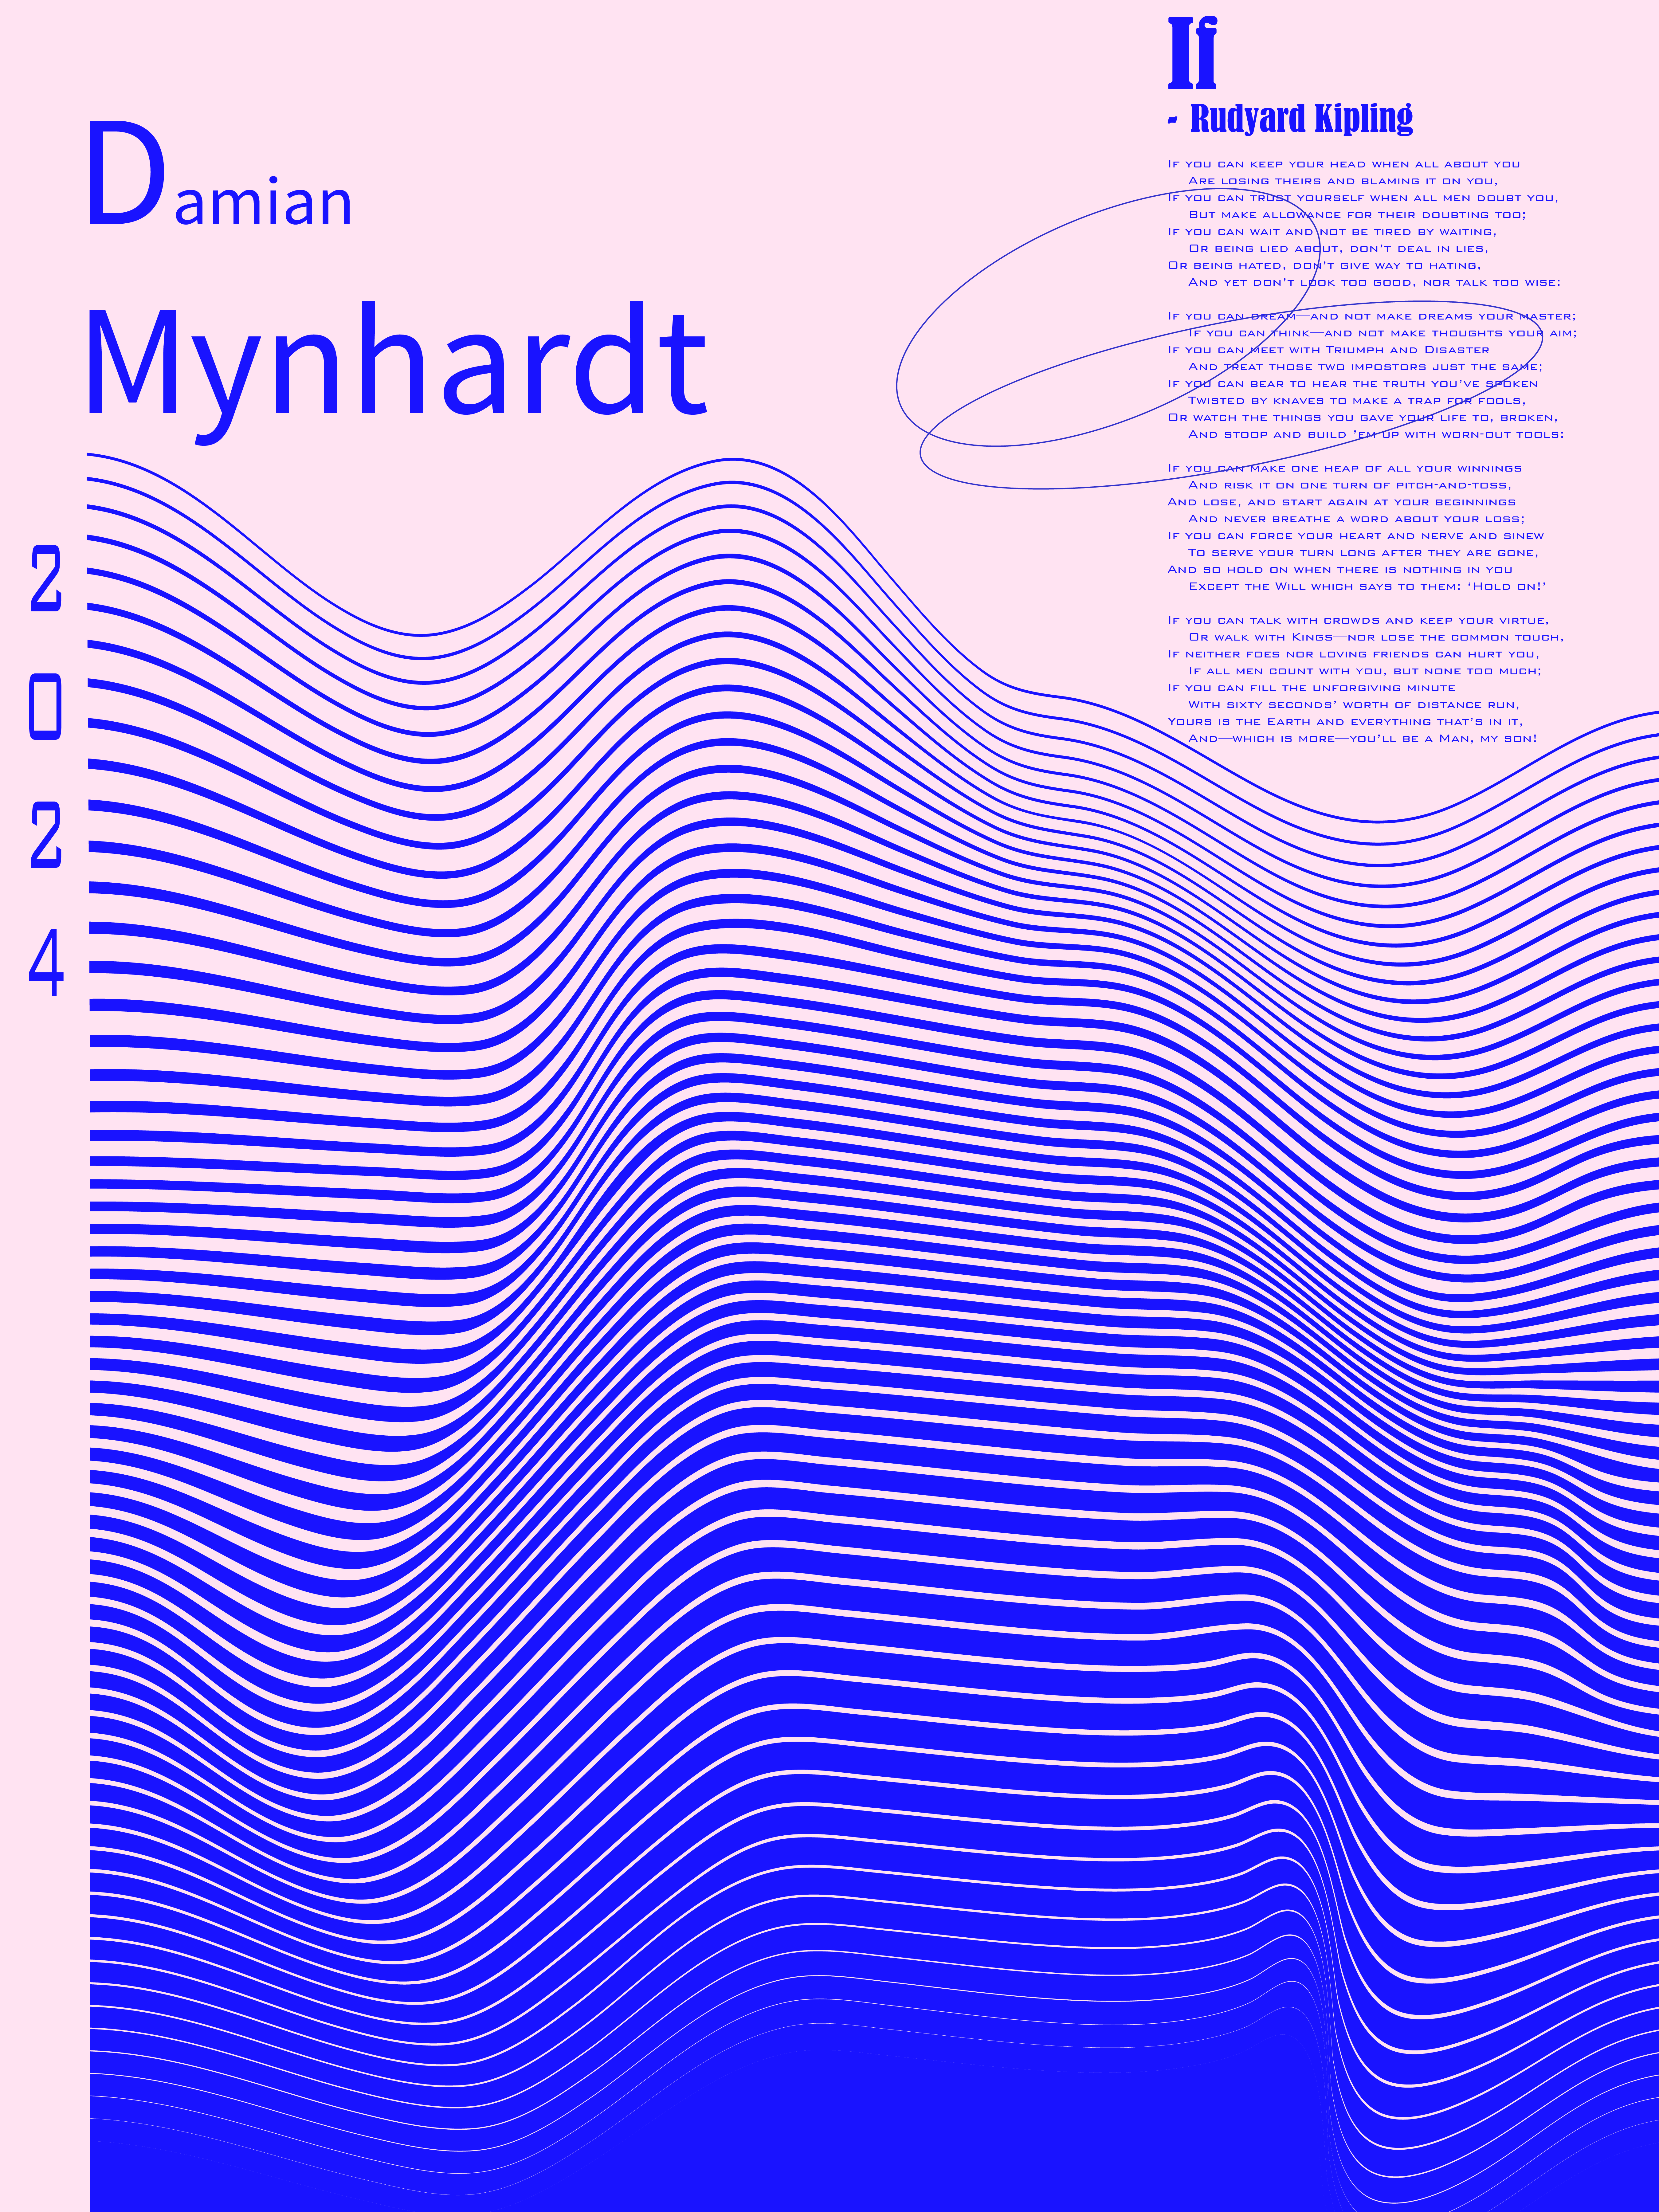 Damian
Mynhardt
2
0
2
4
If
- Rudyard Kipling
If you can keep your head when all about you
Are losing theirs and blaming it on you,
If you can trust yourself when all men doubt you,
But make allowance for their doubting too;
If you can wait and not be tired by waiting,
Or being lied about, don't deal in lies,
Or being hated, don't give way to hating,
And yet don't look too good, nor talk too wise:
If you can dream—and not make dreams your master;
If you can think—and not make thoughts your aim;
If you can meet with Triumph and Disaster
And treat those two impostors just the same;
If you can bear to hear the truth you've spoken
Twisted by knaves to make a trap for fools,
Or watch the things you gave your life to, broken,
And stoop and build 'em up with worn-out tools:
If you can make one heap of all your winnings
And risk it on one turn of pitch-and-toss,
And lose, and start again at your beginnings
And never breathe a word about your loss;
If you can force your heart and nerve and sinew
To serve your turn long after they are gone,
And so hold on when there is nothing in you
Except the Will which says to them: ‘Hold on!’
If you can talk with crowds and keep your virtue,
Or walk with Kings—nor lose the common touch,
If neither foes nor loving friends can hurt you,
If all men count with you, but none too much;
If you can fill the unforgiving minute
With sixty seconds’ worth of distance run,
Yours is the Earth and everything that’s in it,
And—which is more—you’ll be a Man, my son!